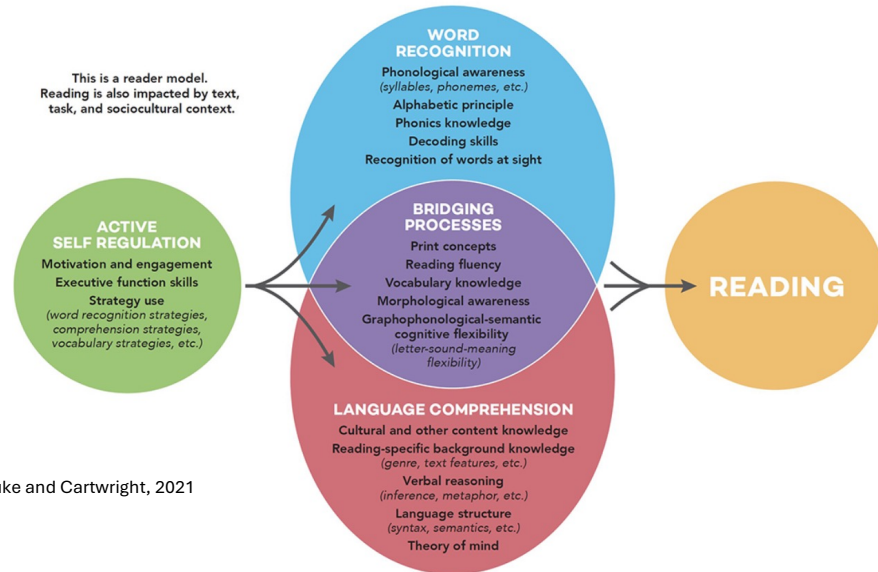 This is a reader model.
Reading is also impacted by text,
task, and sociocultural context.
ACTIVE
SELF REGULATION
Motivation and engagement
Executive function skills
Strategy use
(word recognition strategies,
comprehension strategies,
vocabulary strategies, etc.)
WORD
RECOGNITION
Phonological awareness
(syllables, phonemes, etc.)
Alphabetic principle
Phonics knowledge
Decoding skills
Recognition of words at sight
BRIDGING
PROCESSES
Print concepts
Reading fluency
Vocabulary knowledge
Morphological awareness
Graphophonological-semantic
cognitive flexibility
(letter-sound-meaning
flexibility)
LANGUAGE COMPREHENSION
Cultural and other content knowledge
Reading-specific background knowledge
(genre, text features, etc.)
Verbal reasoning
(inference, metaphor, etc.)
Language structure
(syntax, semantics, etc.)
Theory of mind
READING
and Cartwright, 2021